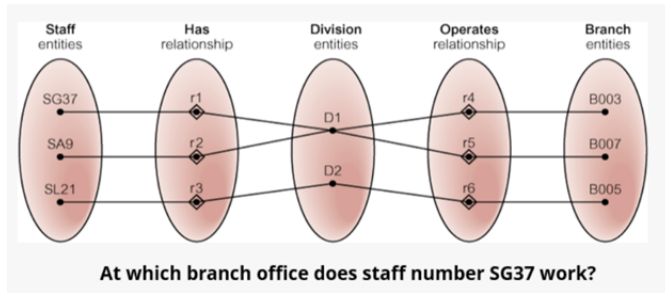 Staff Has Division Operates Branch
entities relationship entities relationship entities
SG37 r1 r4 B003
D1
SA9 r2 r5 B007
D2
SL21 r3 r6 B005
At which branch office does staff number SG37 work?